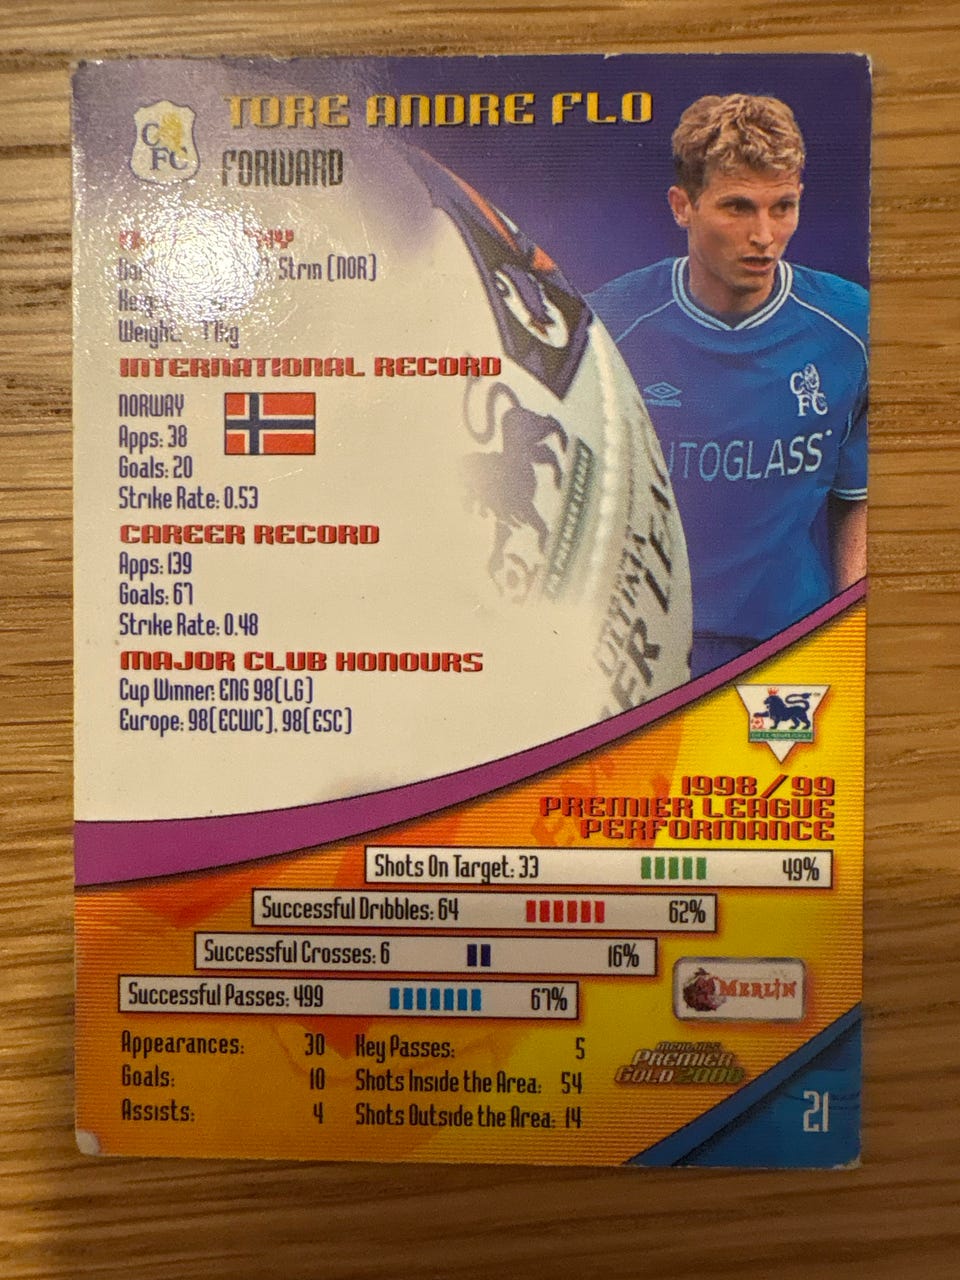 TORE ANDRE FLO
FORWARD
CFC
Strin (NOR)
Weight:
INTERNATIONAL RECORD
NORWAY
Apps: 38
Goals: 20
Strike Rate: 0.53
CAREER RECORD
Apps: 139
Goals: 67
Strike Rate: 0.48
MAJOR CLUB HONOURS
Cup Winner: ENG 98(LG)
Europe: 98(ECWC), 98(ESC)
CFC
umbro
UTOGLASS
1998/99
PREMIER LEAGUE
PERFORMANCE
Shots On Target: 33 49%
Successful Dribbles: 64 62%
Successful Crosses: 6 16%
Successful Passes: 499 67%
MERLIN
Appearances: 30 Key Passes: 5
Goals: 10 Shots Inside the Area: 54
Assists: 4 Shots Outside the Area: 14
MERLIN'S
PREMIER
GOLD 2000
21